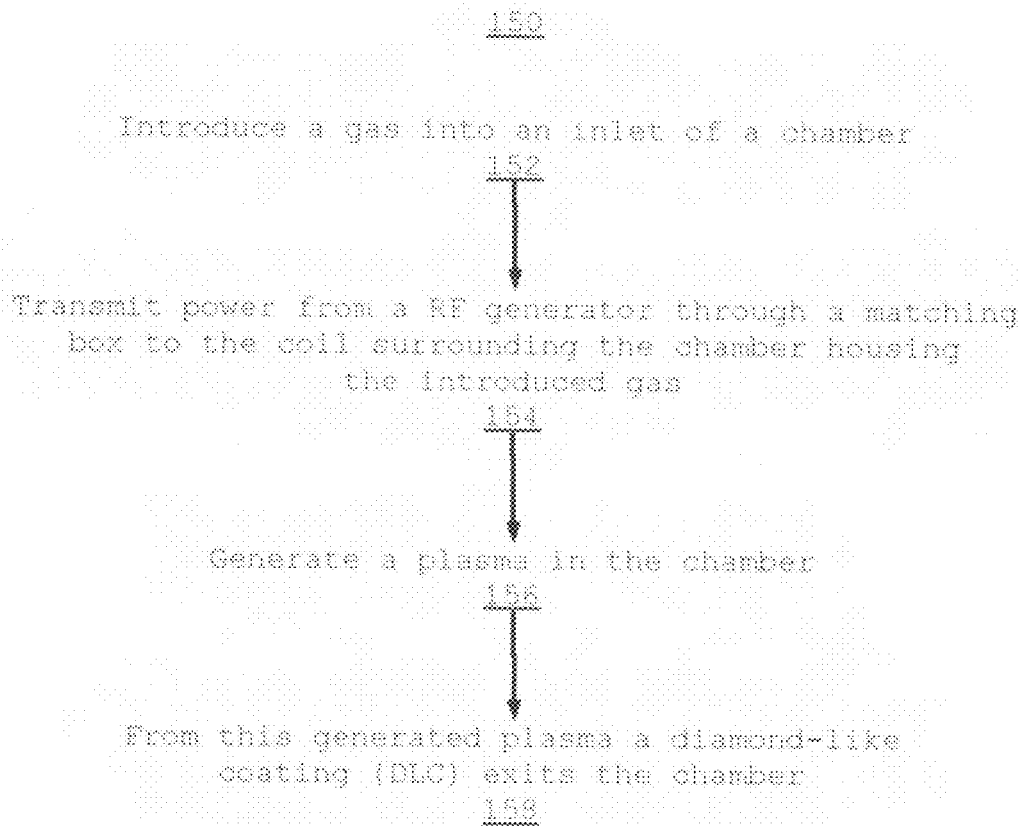 150
Introduce a gas into an inlet of a chamber
152
Transmit power from a RF generator through a matching
box to the coil surrounding the chamber housing
the introduced gas
154
Generate a plasma in the chamber
156
From this generated plasma a diamond-like
coating (DLC) exits the chamber
158